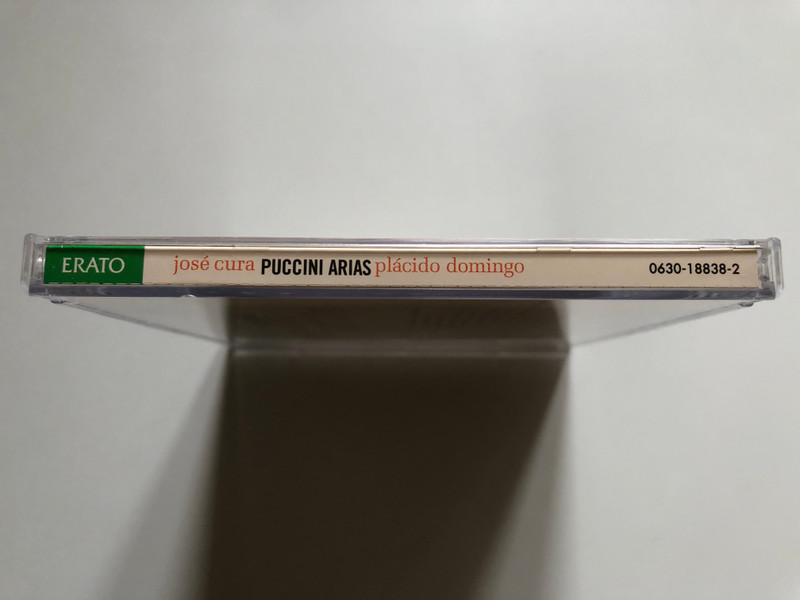 ERATO josé cura PUCCINI ARIAS plácido domingo 0630-18838-2